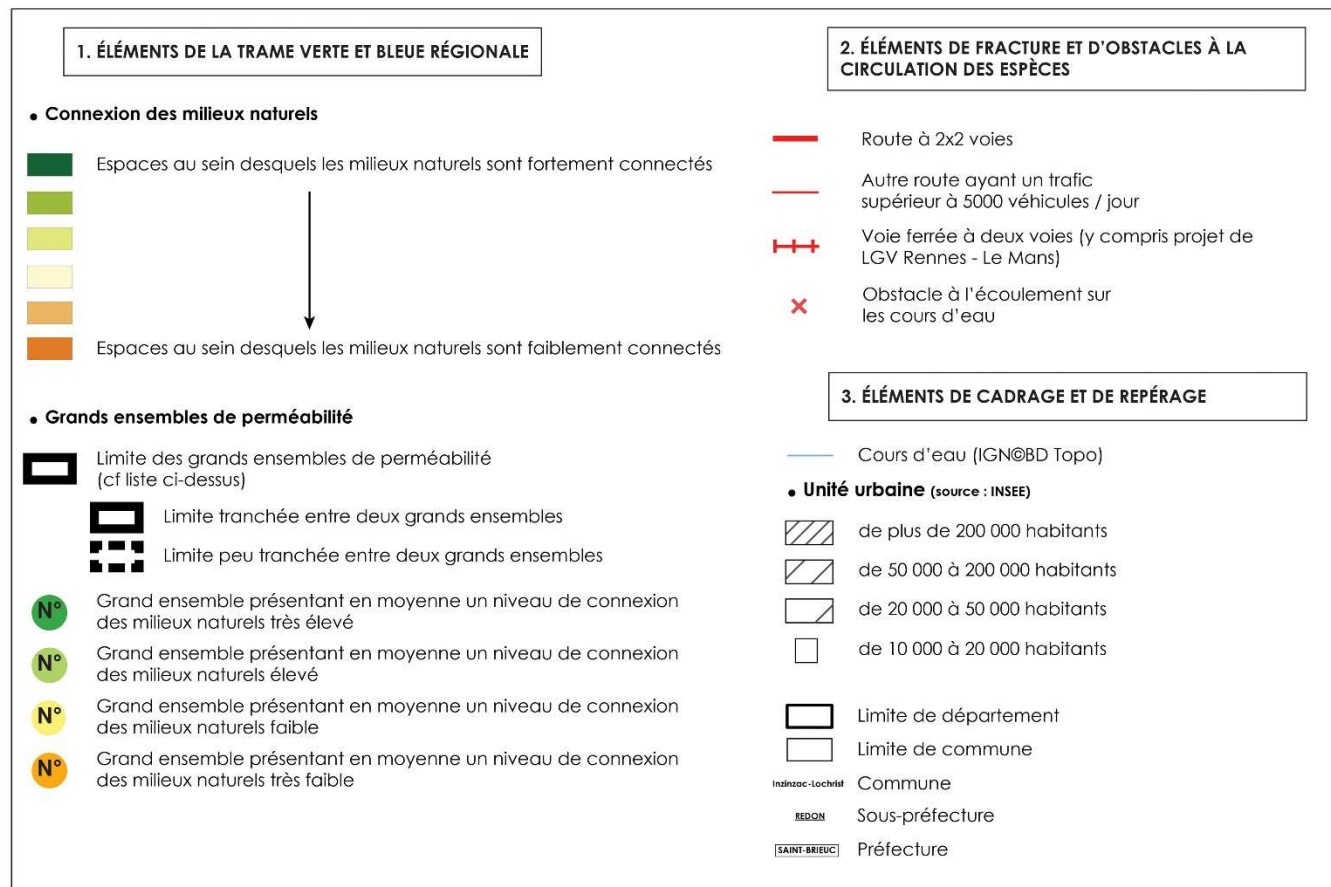 1. ÉLÉMENTS DE LA TRAME VERTE ET BLEUE RÉGIONALE
• Connexion des milieux naturels
Espaces au sein desquels les milieux naturels sont fortement connectés
Espaces au sein desquels les milieux naturels sont faiblement connectés
• Grands ensembles de perméabilité
Limite des grands ensembles de perméabilité
(cf liste ci-dessus)
Limite tranchée entre deux grands ensembles
Limite peu tranchée entre deux grands ensembles
N° Grand ensemble présentant en moyenne un niveau de connexion
des milieux naturels très élevé
N° Grand ensemble présentant en moyenne un niveau de connexion
des milieux naturels élevé
N° Grand ensemble présentant en moyenne un niveau de connexion
des milieux naturels faible
N° Grand ensemble présentant en moyenne un niveau de connexion
des milieux naturels très faible
2. ÉLÉMENTS DE FRACTURE ET D'OBSTACLES À LA
CIRCULATION DES ESPÈCES
Route à 2x2 voies
Autre route ayant un trafic
supérieur à 5000 véhicules / jour
Voie ferrée à deux voies (y compris projet de
LGV Rennes - Le Mans)
Obstacle à l'écoulement sur
les cours d'eau
3. ÉLÉMENTS DE CADRAGE ET DE REPÉRAGE
Cours d'eau (IGN©BD Topo)
• Unité urbaine (source : INSEE)
de plus de 200 000 habitants
de 50 000 à 200 000 habitants
de 20 000 à 50 000 habitants
de 10 000 à 20 000 habitants
Limite de département
Limite de commune
Inzinzac-Lochrist Commune
REDON Sous-préfecture
SAINT-BRIEUC Préfecture